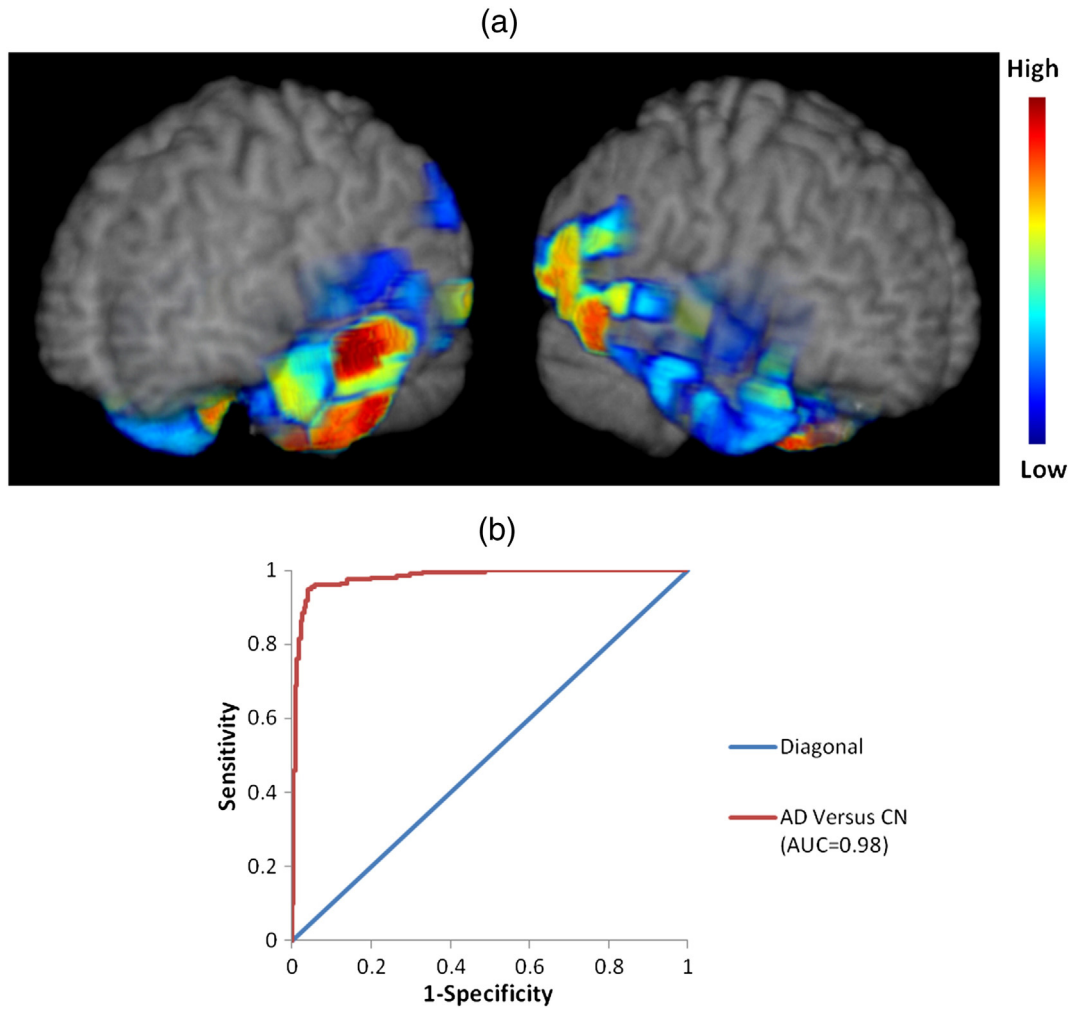 (a)
High
Low
(b)
1
0.8
0.6
0.4
0.2
0
Sensitivity
0
0.2
0.4
0.6
0.8
1
1-Specificity
Diagonal
AD Versus CN
(AUC=0.98)